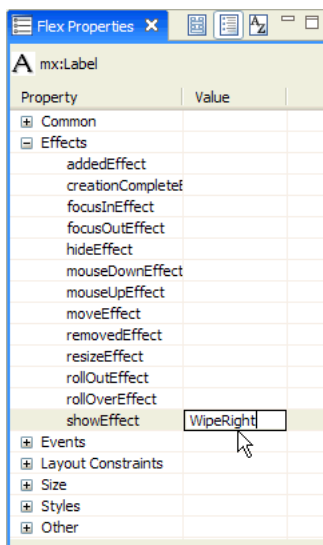 Flex Properties
A mx:Label
Property Value
Common
Effects
addedEffect
creationCompleteE
focusInEffect
focusOutEffect
hideEffect
mouseDownEffect
mouseUpEffect
moveEffect
removedEffect
resizeEffect
rollOutEffect
rollOverEffect
showEffect WipeRight
Events
Layout Constraints
Size
Styles
Other